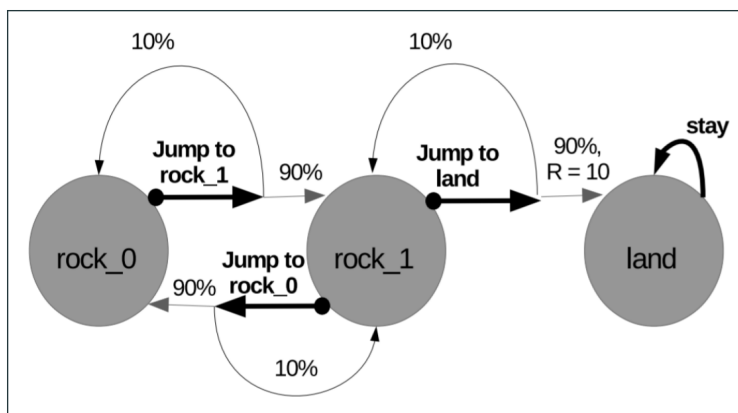 10%
10%
Jump to
rock_1
90%
Jump to
land
90%,
R = 10
stay
rock_0
rock_1
land
Jump to
rock_0
90%
10%